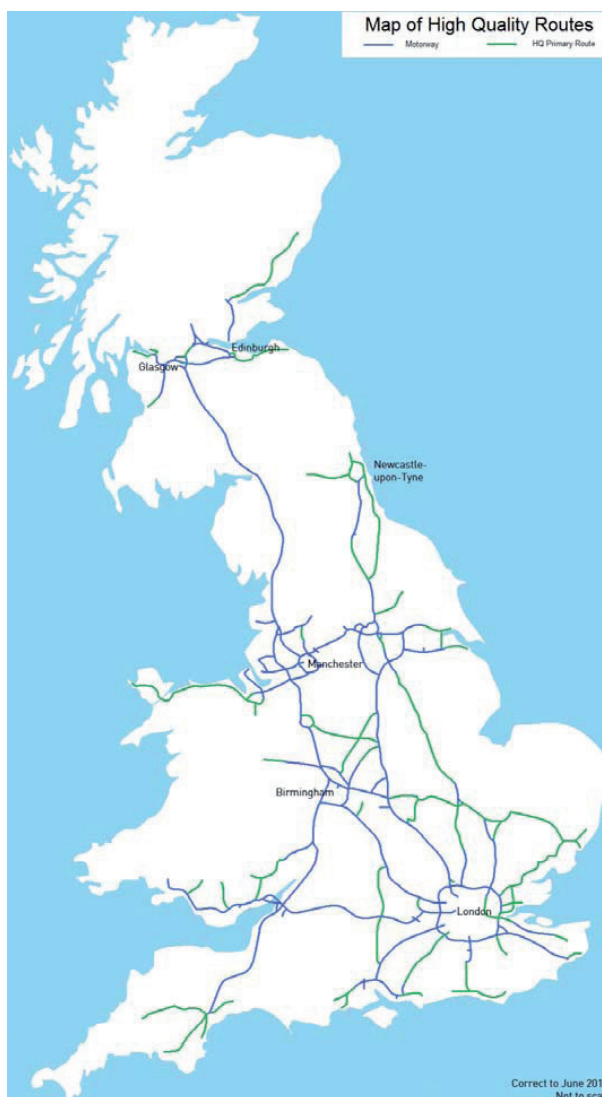 Map of High Quality Routes
Motorway HQ Primary Route
Edinburgh
Glasgow
Newcastle-
upon-Tyne
Manchester
Birmingham
London
Correct to June 201
Not to sca